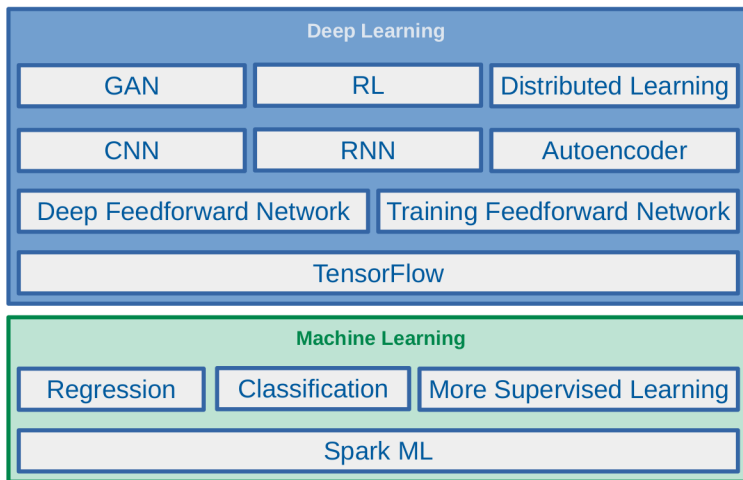 Deep Learning
GAN
RL
Distributed Learning
CNN
RNN
Autoencoder
Deep Feedforward Network
Training Feedforward Network
TensorFlow
Machine Learning
Regression
Classification
More Supervised Learning
Spark ML